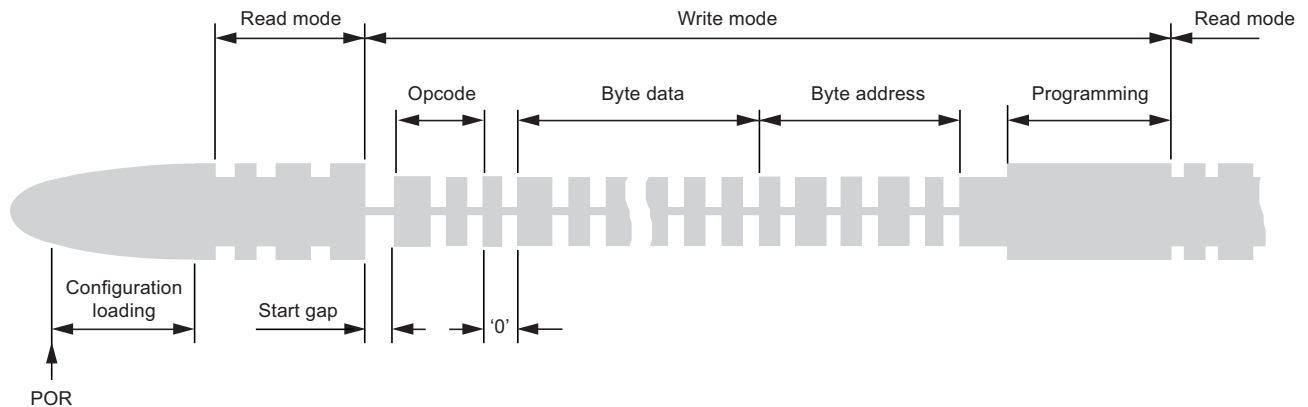 Read mode
Write mode
Read mode
Opcode
Byte data
Byte address
Programming
Configuration
loading
Start gap
‘0’
POR